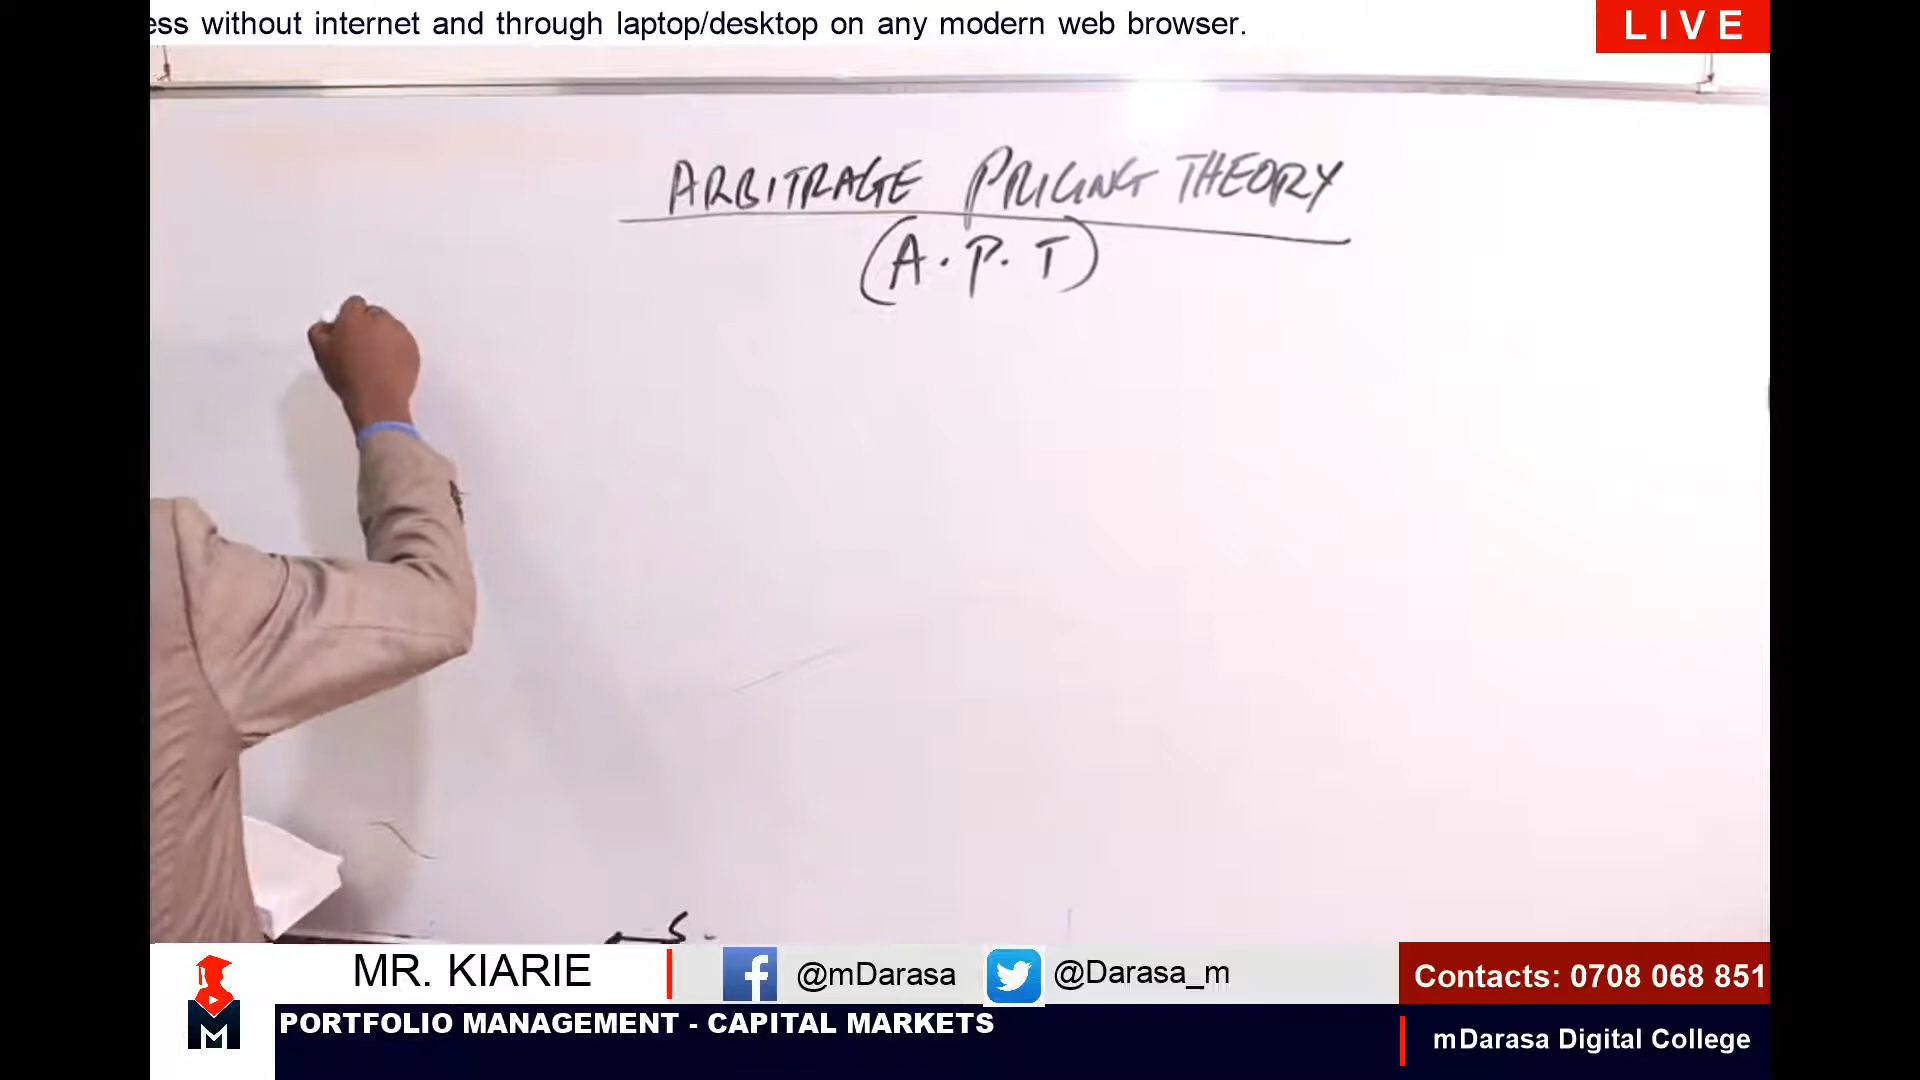 ess without internet and through laptop/desktop on any modern web browser.
LIVE
ARBITRAGE PRICING THEORY
(A.P.T)
S.
MR. KIARIE
@mDarasa
@Darasa_m
Contacts: 0708 068 851
M
PORTFOLIO MANAGEMENT - CAPITAL MARKETS
mDarasa Digital College